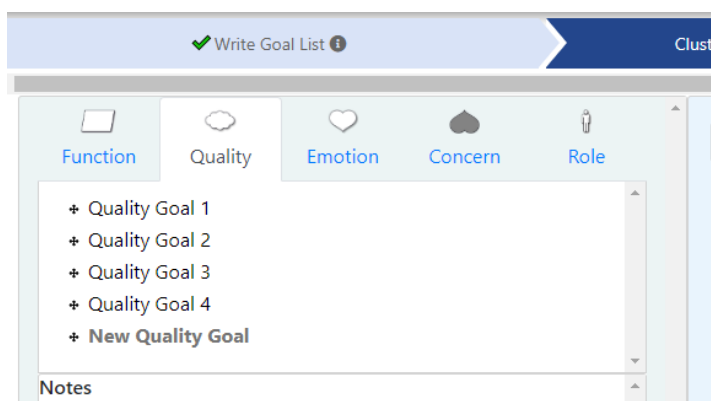 Write Goal List
Clust
Function Quality Emotion Concern Role
Quality Goal 1
Quality Goal 2
Quality Goal 3
Quality Goal 4
New Quality Goal
Notes